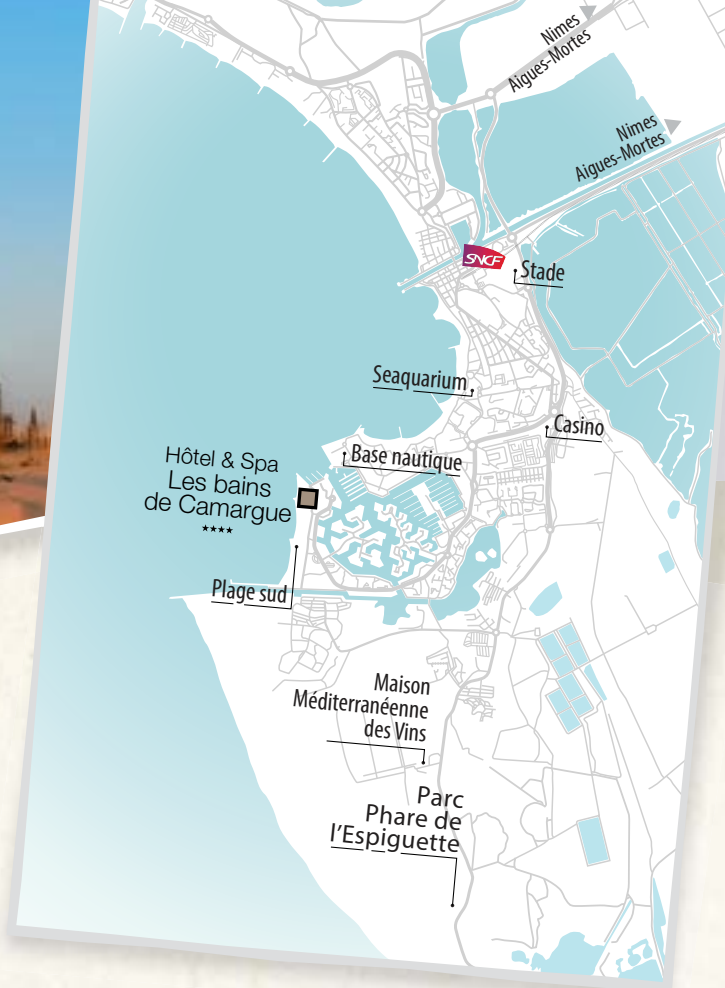 Nimes
Aigues-Mortes
Nimes
Aigues-Mortes
SNCF
Stade
Seaquarium
Casino
Base nautique
Hôtel & Spa
Les bains
de Camargue
★★★★
Plage sud
Maison
Méditerranéenne
des Vins
Parc
Phare de
l'Espiguette